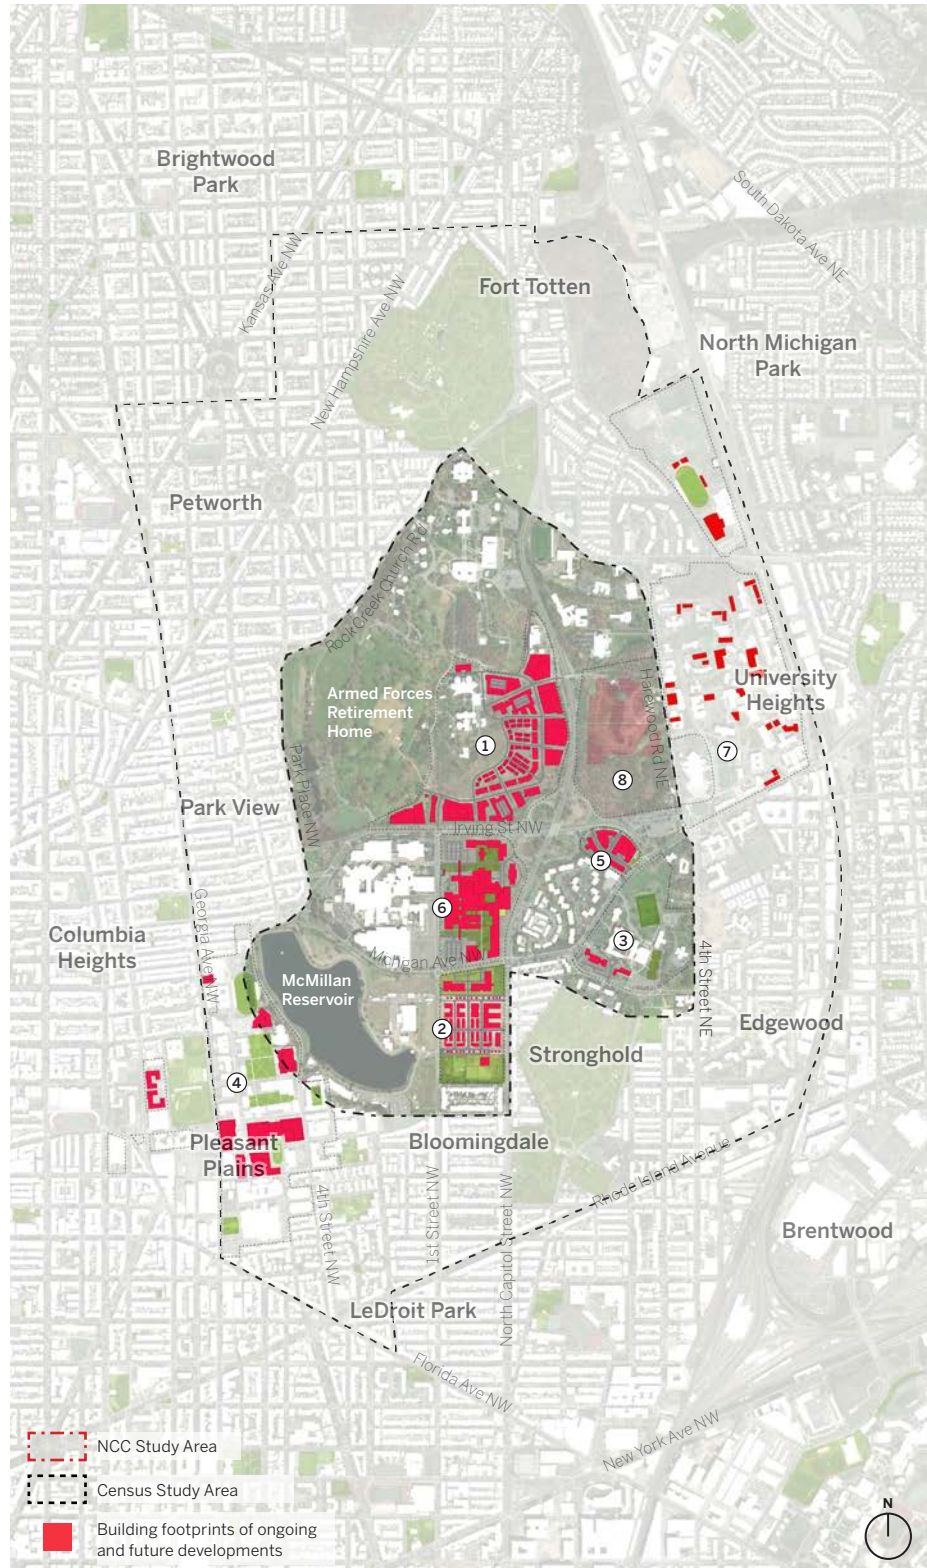 Brightwood
Park
South Dakota Ave NE
Kansas Ave NW
New Hampshire Ave NW
Fort Totten
North Michigan
Park
Petworth
Rock Creek Church Rd
Armed Forces
Retirement
Home
Harewood Rd NE
University
Heights
1
7
8
Park Place NW
Park View
Irving St NW
5
6
Georgia Ave NW
Columbia
Heights
3
Michigan Ave NW
4th Street NE
McMillan
Reservoir
2
Edgewood
Stronghold
4
Pleasant
Plains
Bloomingdale
Rhode Island Avenue
4th Street NW
1st Street NW
North Capitol Street NW
Brentwood
LeDroit Park
Florida Ave NW
New York Ave NW
NCC Study Area
Census Study Area
Building footprints of ongoing
and future developments
N